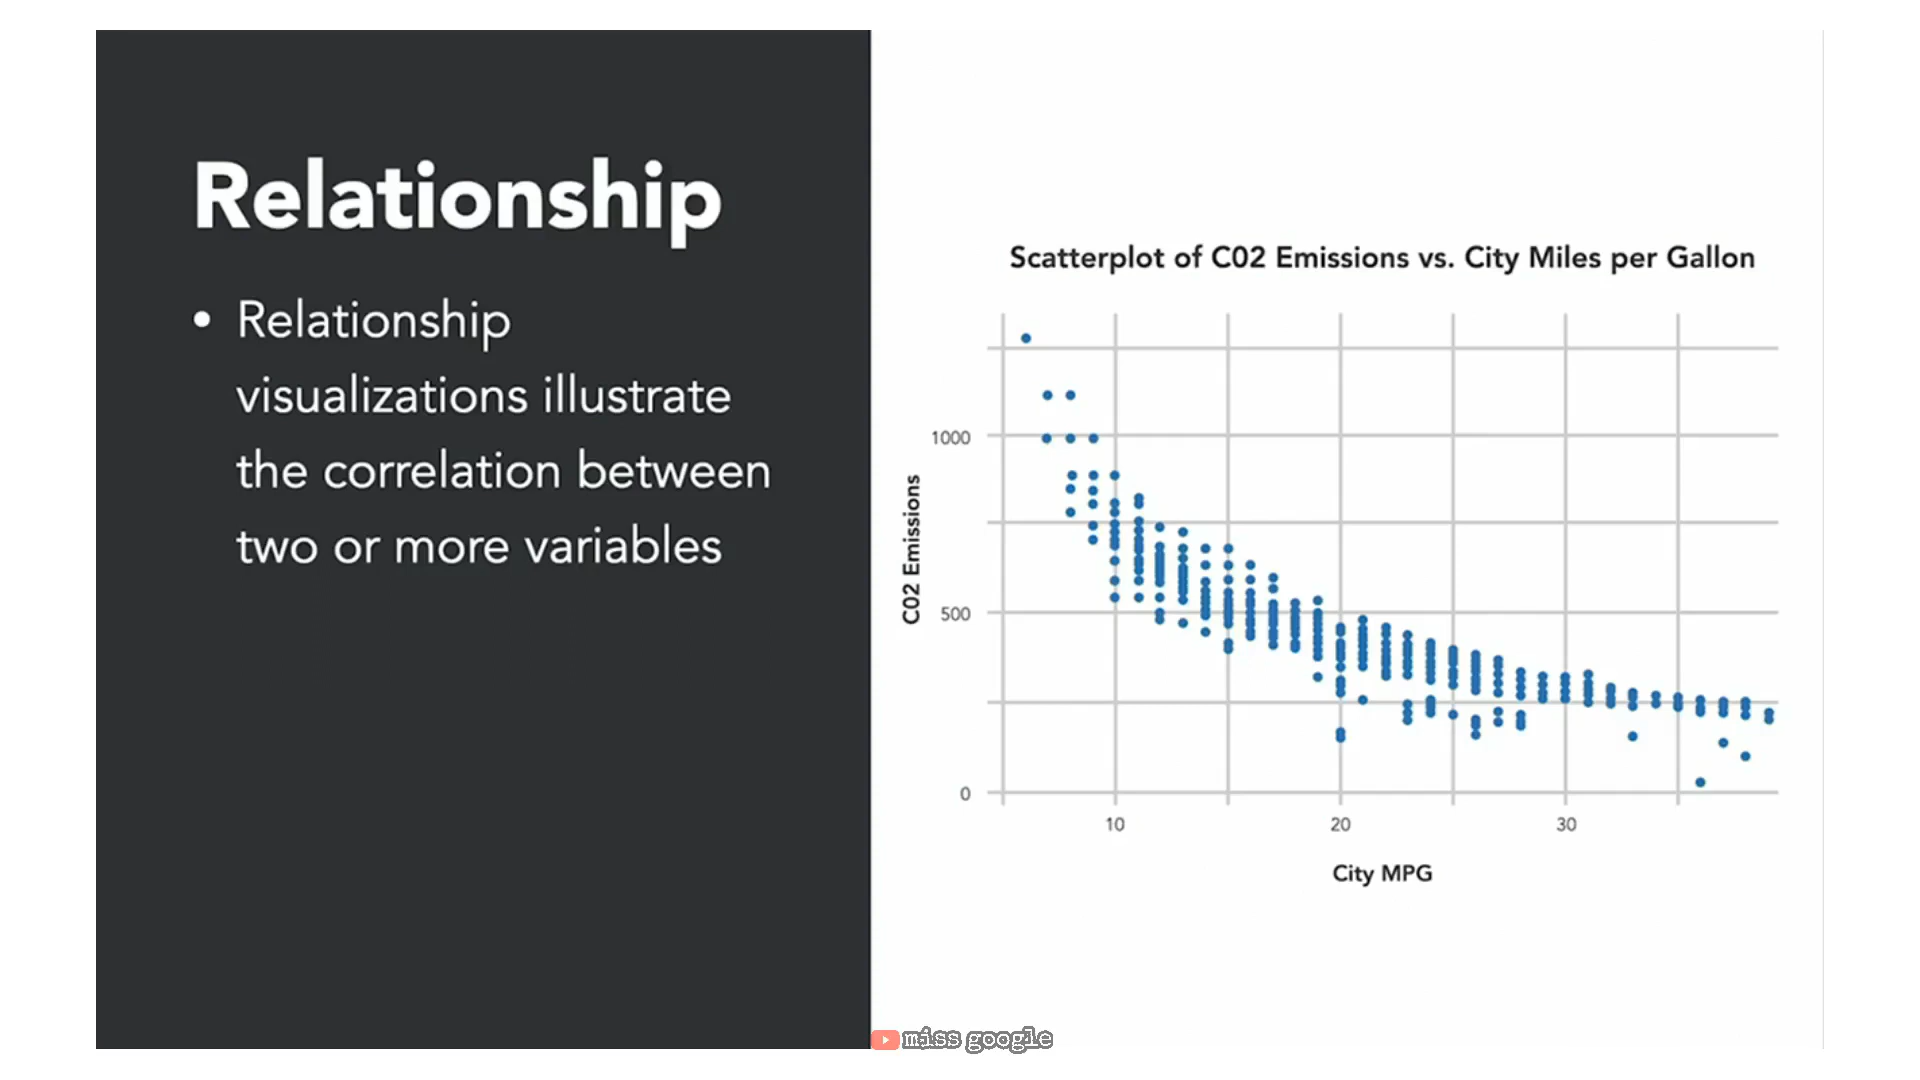 Relationship
• Relationship
visualizations illustrate
the correlation between
two or more variables
Scatterplot of C02 Emissions vs. City Miles per Gallon
1000
500
0
C02 Emissions
10 20 30
City MPG
miss google